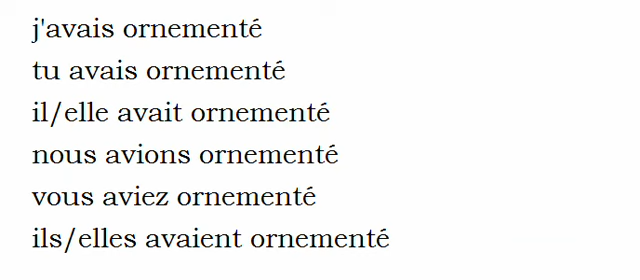 j'avais ornementé
tu avais ornementé
il/elle avait ornementé
nous avions ornementé
vous aviez ornementé
ils/elles avaient ornementé